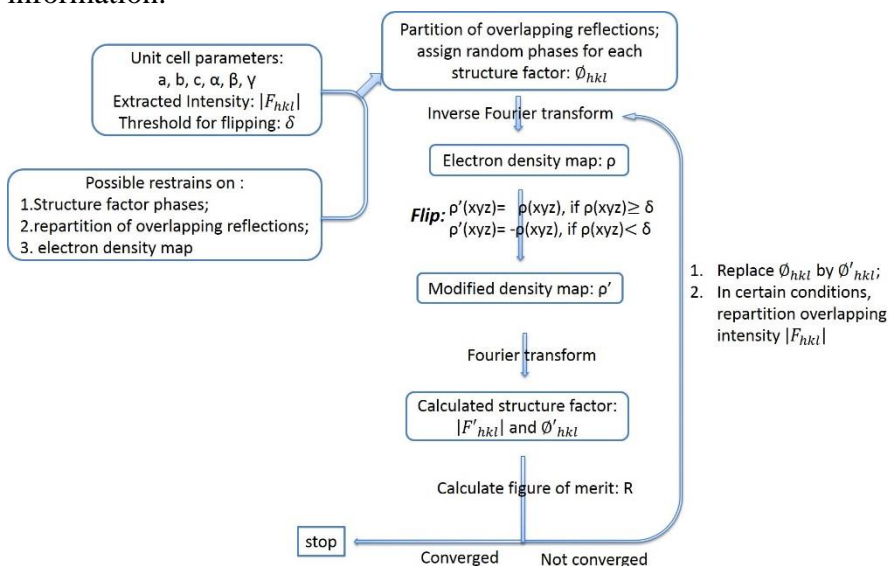 information.
Unit cell parameters:
a, b, c, α, β, γ
Extracted Intensity: |F_hkl|
Threshold for flipping: δ
Possible restrains on :
1.Structure factor phases;
2.repartition of overlapping reflections;
3. electron density map
Partition of overlapping reflections;
assign random phases for each
structure factor: Ø_hkl
Inverse Fourier transform
Electron density map: ρ
Flip: ρ’(xyz)= ρ(xyz), if ρ(xyz)≥ δ
ρ’(xyz)= -ρ(xyz), if ρ(xyz)< δ
Modified density map: ρ’
Fourier transform
Calculated structure factor:
|F'_hkl| and Ø'_hkl
Calculate figure of merit: R
1. Replace Ø_hkl by Ø'_hkl;
2. In certain conditions,
repartition overlapping
intensity |F_hkl|
stop
Converged
Not converged